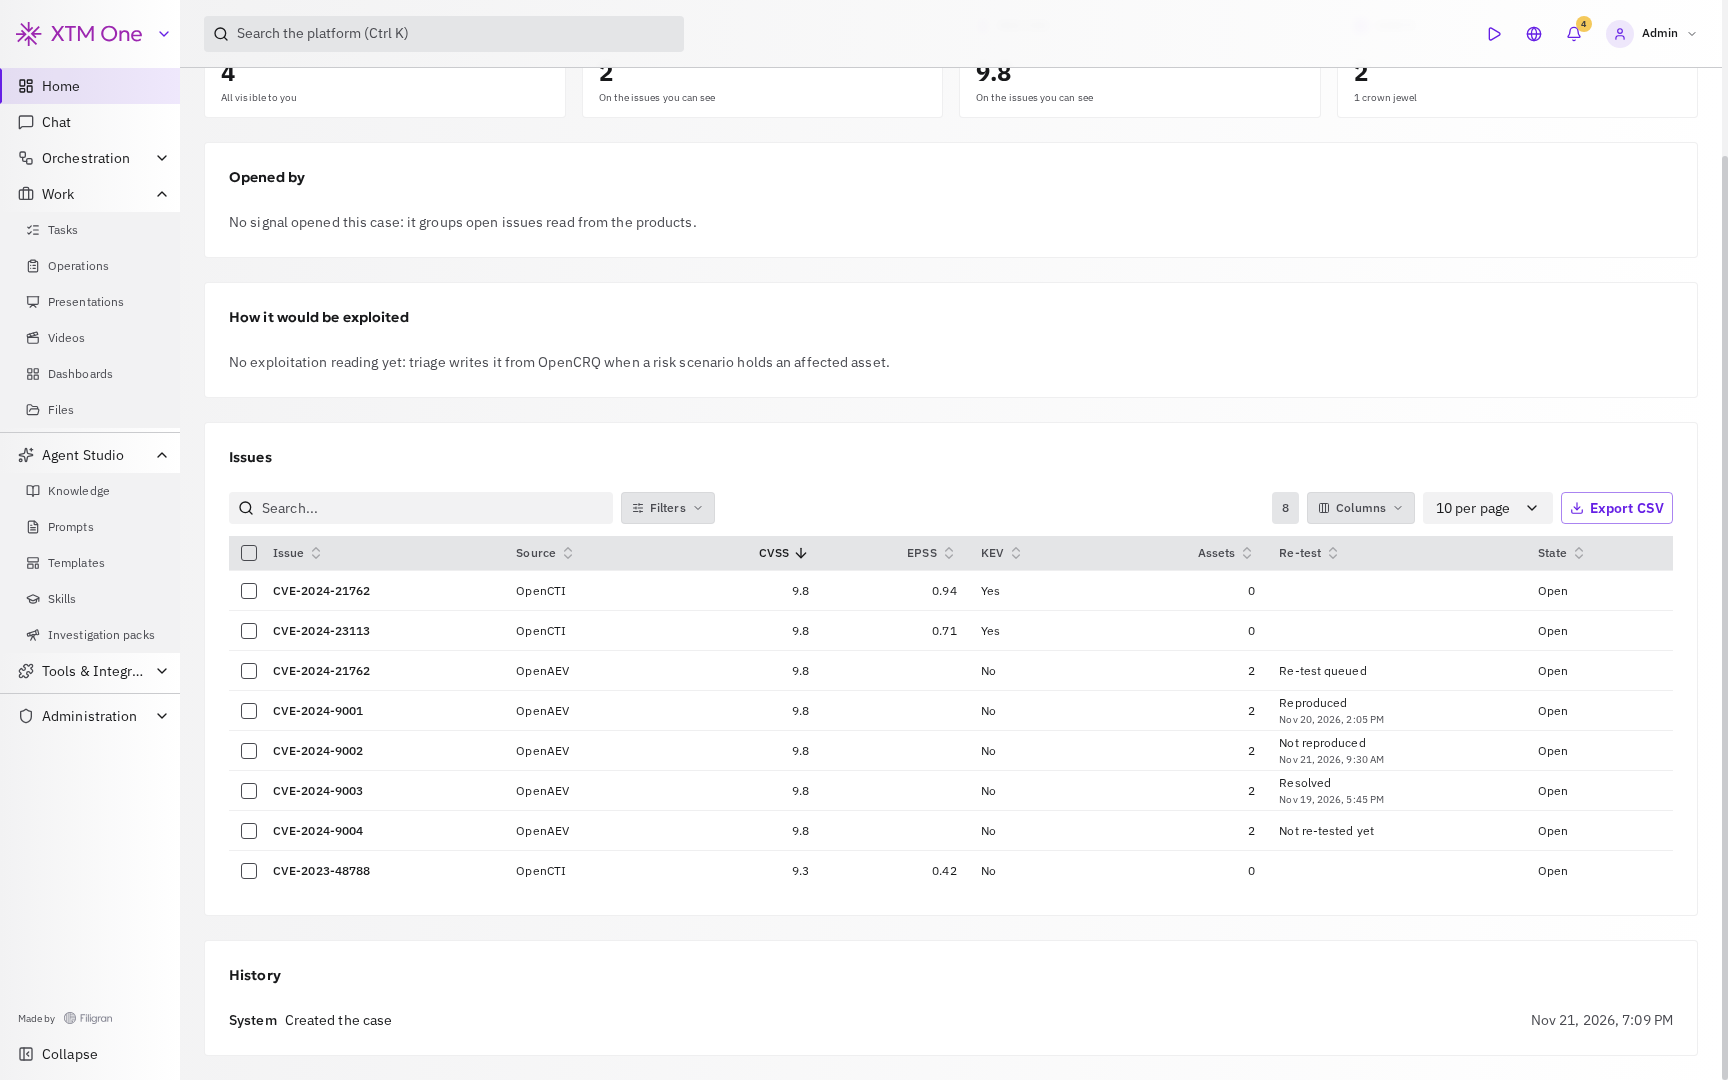 XTM One
Search the platform (Ctrl K)
4
Admin
Home
Chat
Orchestration
Work
Tasks
Operations
Presentations
Videos
Dashboards
Files
Agent Studio
Knowledge
Prompts
Templates
Skills
Investigation packs
Tools & Integr...
Administration
Made by Filigran
Collapse
4 2 9.8 2
All visible to you On the issues you can see On the issues you can see 1 crown jewel
Opened by
No signal opened this case: it groups open issues read from the products.
How it would be exploited
No exploitation reading yet: triage writes it from OpenCRQ when a risk scenario holds an affected asset.
Issues
Search... Filters 8 Columns 10 per page Export CSV
Issue Source CVSS EPSS KEV Assets Re-test State
CVE-2024-21762 OpenCTI 9.8 0.94 Yes 0 Open
CVE-2024-23113 OpenCTI 9.8 0.71 Yes 0 Open
CVE-2024-21762 OpenAEV 9.8 No 2 Re-test queued Open
CVE-2024-9001 OpenAEV 9.8 No 2 Reproduced Open
Nov 20, 2026, 2:05 PM
CVE-2024-9002 OpenAEV 9.8 No 2 Not reproduced Open
Nov 21, 2026, 9:30 AM
CVE-2024-9003 OpenAEV 9.8 No 2 Resolved Open
Nov 19, 2026, 5:45 PM
CVE-2024-9004 OpenAEV 9.8 No 2 Not re-tested yet Open
CVE-2023-48788 OpenCTI 9.3 0.42 No 0 Open
History
System Created the case Nov 21, 2026, 7:09 PM